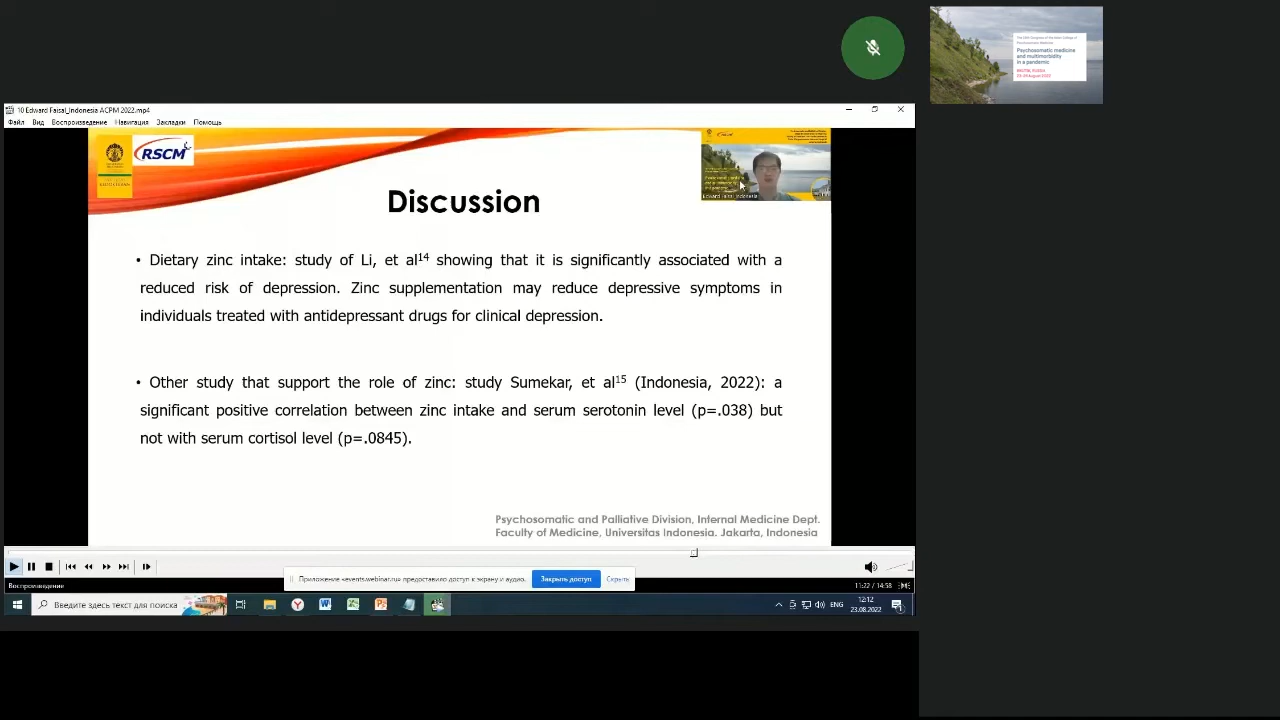 Psychosomatic medicine
and multimorbidity
in a pandemic
10 Edward Faisal_Indonesia ACPM 2022.mp4
Файл Вид Воспроизведение Навигация Закладки Помощь
RSCM
Edward Faisal_Indonesia
Discussion
• Dietary zinc intake: study of Li, et al14 showing that it is significantly associated with a
reduced risk of depression. Zinc supplementation may reduce depressive symptoms in
individuals treated with antidepressant drugs for clinical depression.
• Other study that support the role of zinc: study Sumekar, et al15 (Indonesia, 2022): a
significant positive correlation between zinc intake and serum serotonin level (p=.038) but
not with serum cortisol level (p=.0845).
Psychosomatic and Palliative Division, Internal Medicine Dept.
Faculty of Medicine, Universitas Indonesia. Jakarta, Indonesia
Приложение «events.webinar.ru» предоставило доступ к экрану и аудио.
Закрыть доступ
Скрыть
Воспроизведение
11:22 / 14:58
Введите здесь текст для поиска
ENG
12:12
23.08.2022